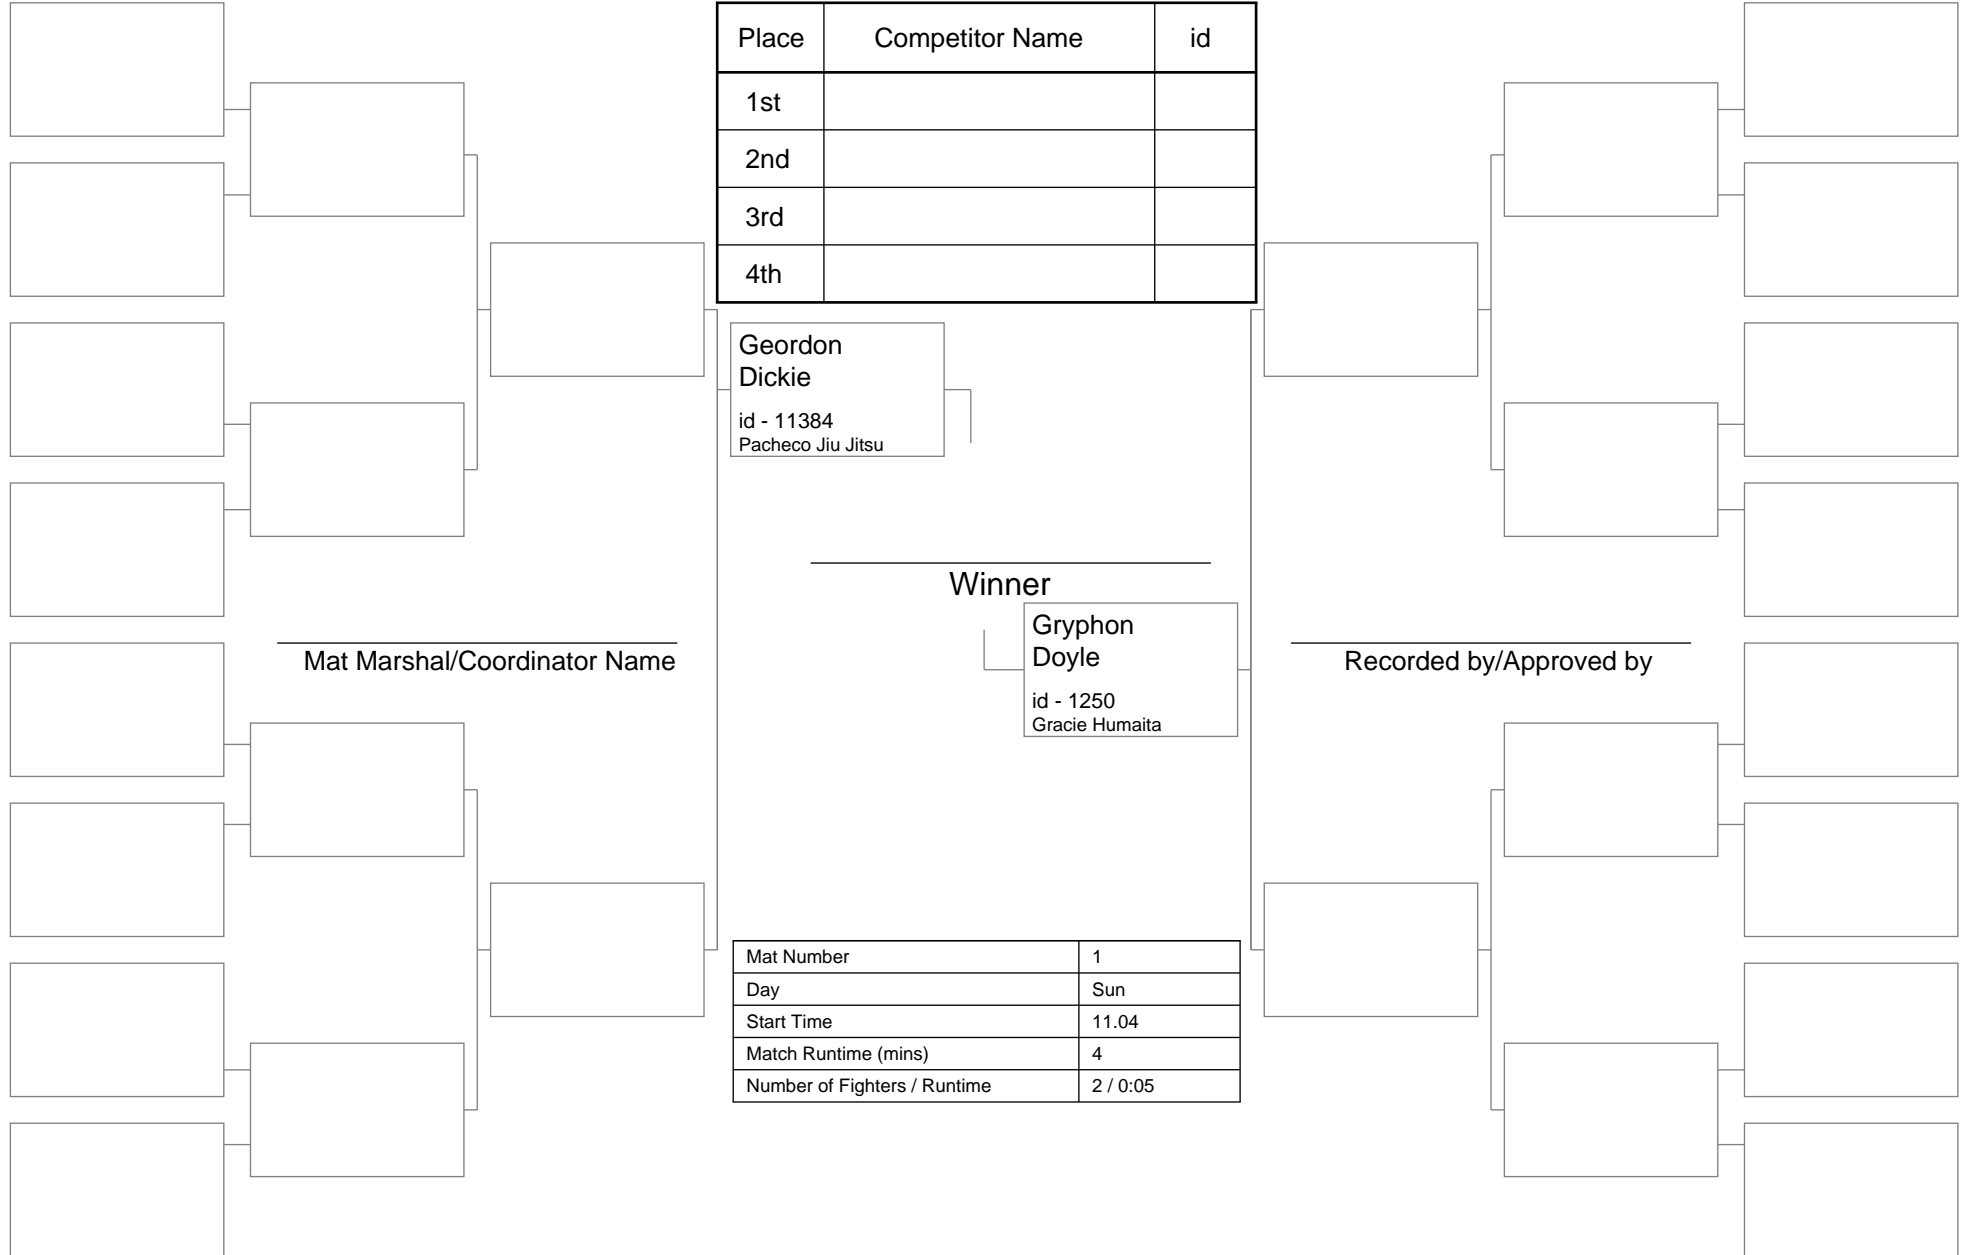 Place Competitor Name id
1st
2nd
3rd
4th
Geordon
Dickie
id - 11384
Pacheco Jiu Jitsu
Winner
Gryphon
Doyle
id - 1250
Gracie Humaita
Mat Marshal/Coordinator Name
Recorded by/Approved by
Mat Number 1
Day Sun
Start Time 11.04
Match Runtime (mins) 4
Number of Fighters / Runtime 2 / 0:05